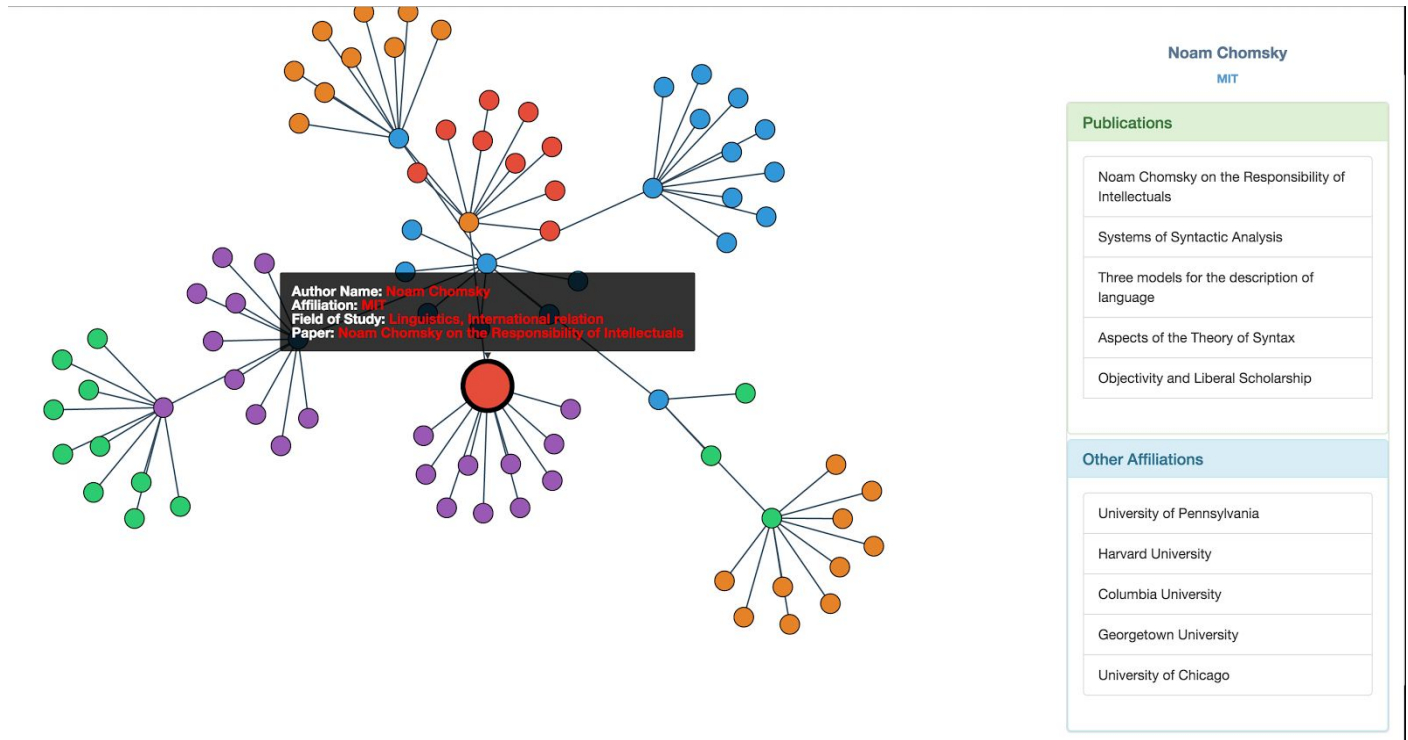 Author Name: Noam Chomsky
Affiliation: MIT
Field of Study: Linguistics, International relation
Paper: Noam Chomsky on the Responsibility of Intellectuals
Noam Chomsky
MIT
Publications
Noam Chomsky on the Responsibility of
Intellectuals
Systems of Syntactic Analysis
Three models for the description of
language
Aspects of the Theory of Syntax
Objectivity and Liberal Scholarship
Other Affiliations
University of Pennsylvania
Harvard University
Columbia University
Georgetown University
University of Chicago